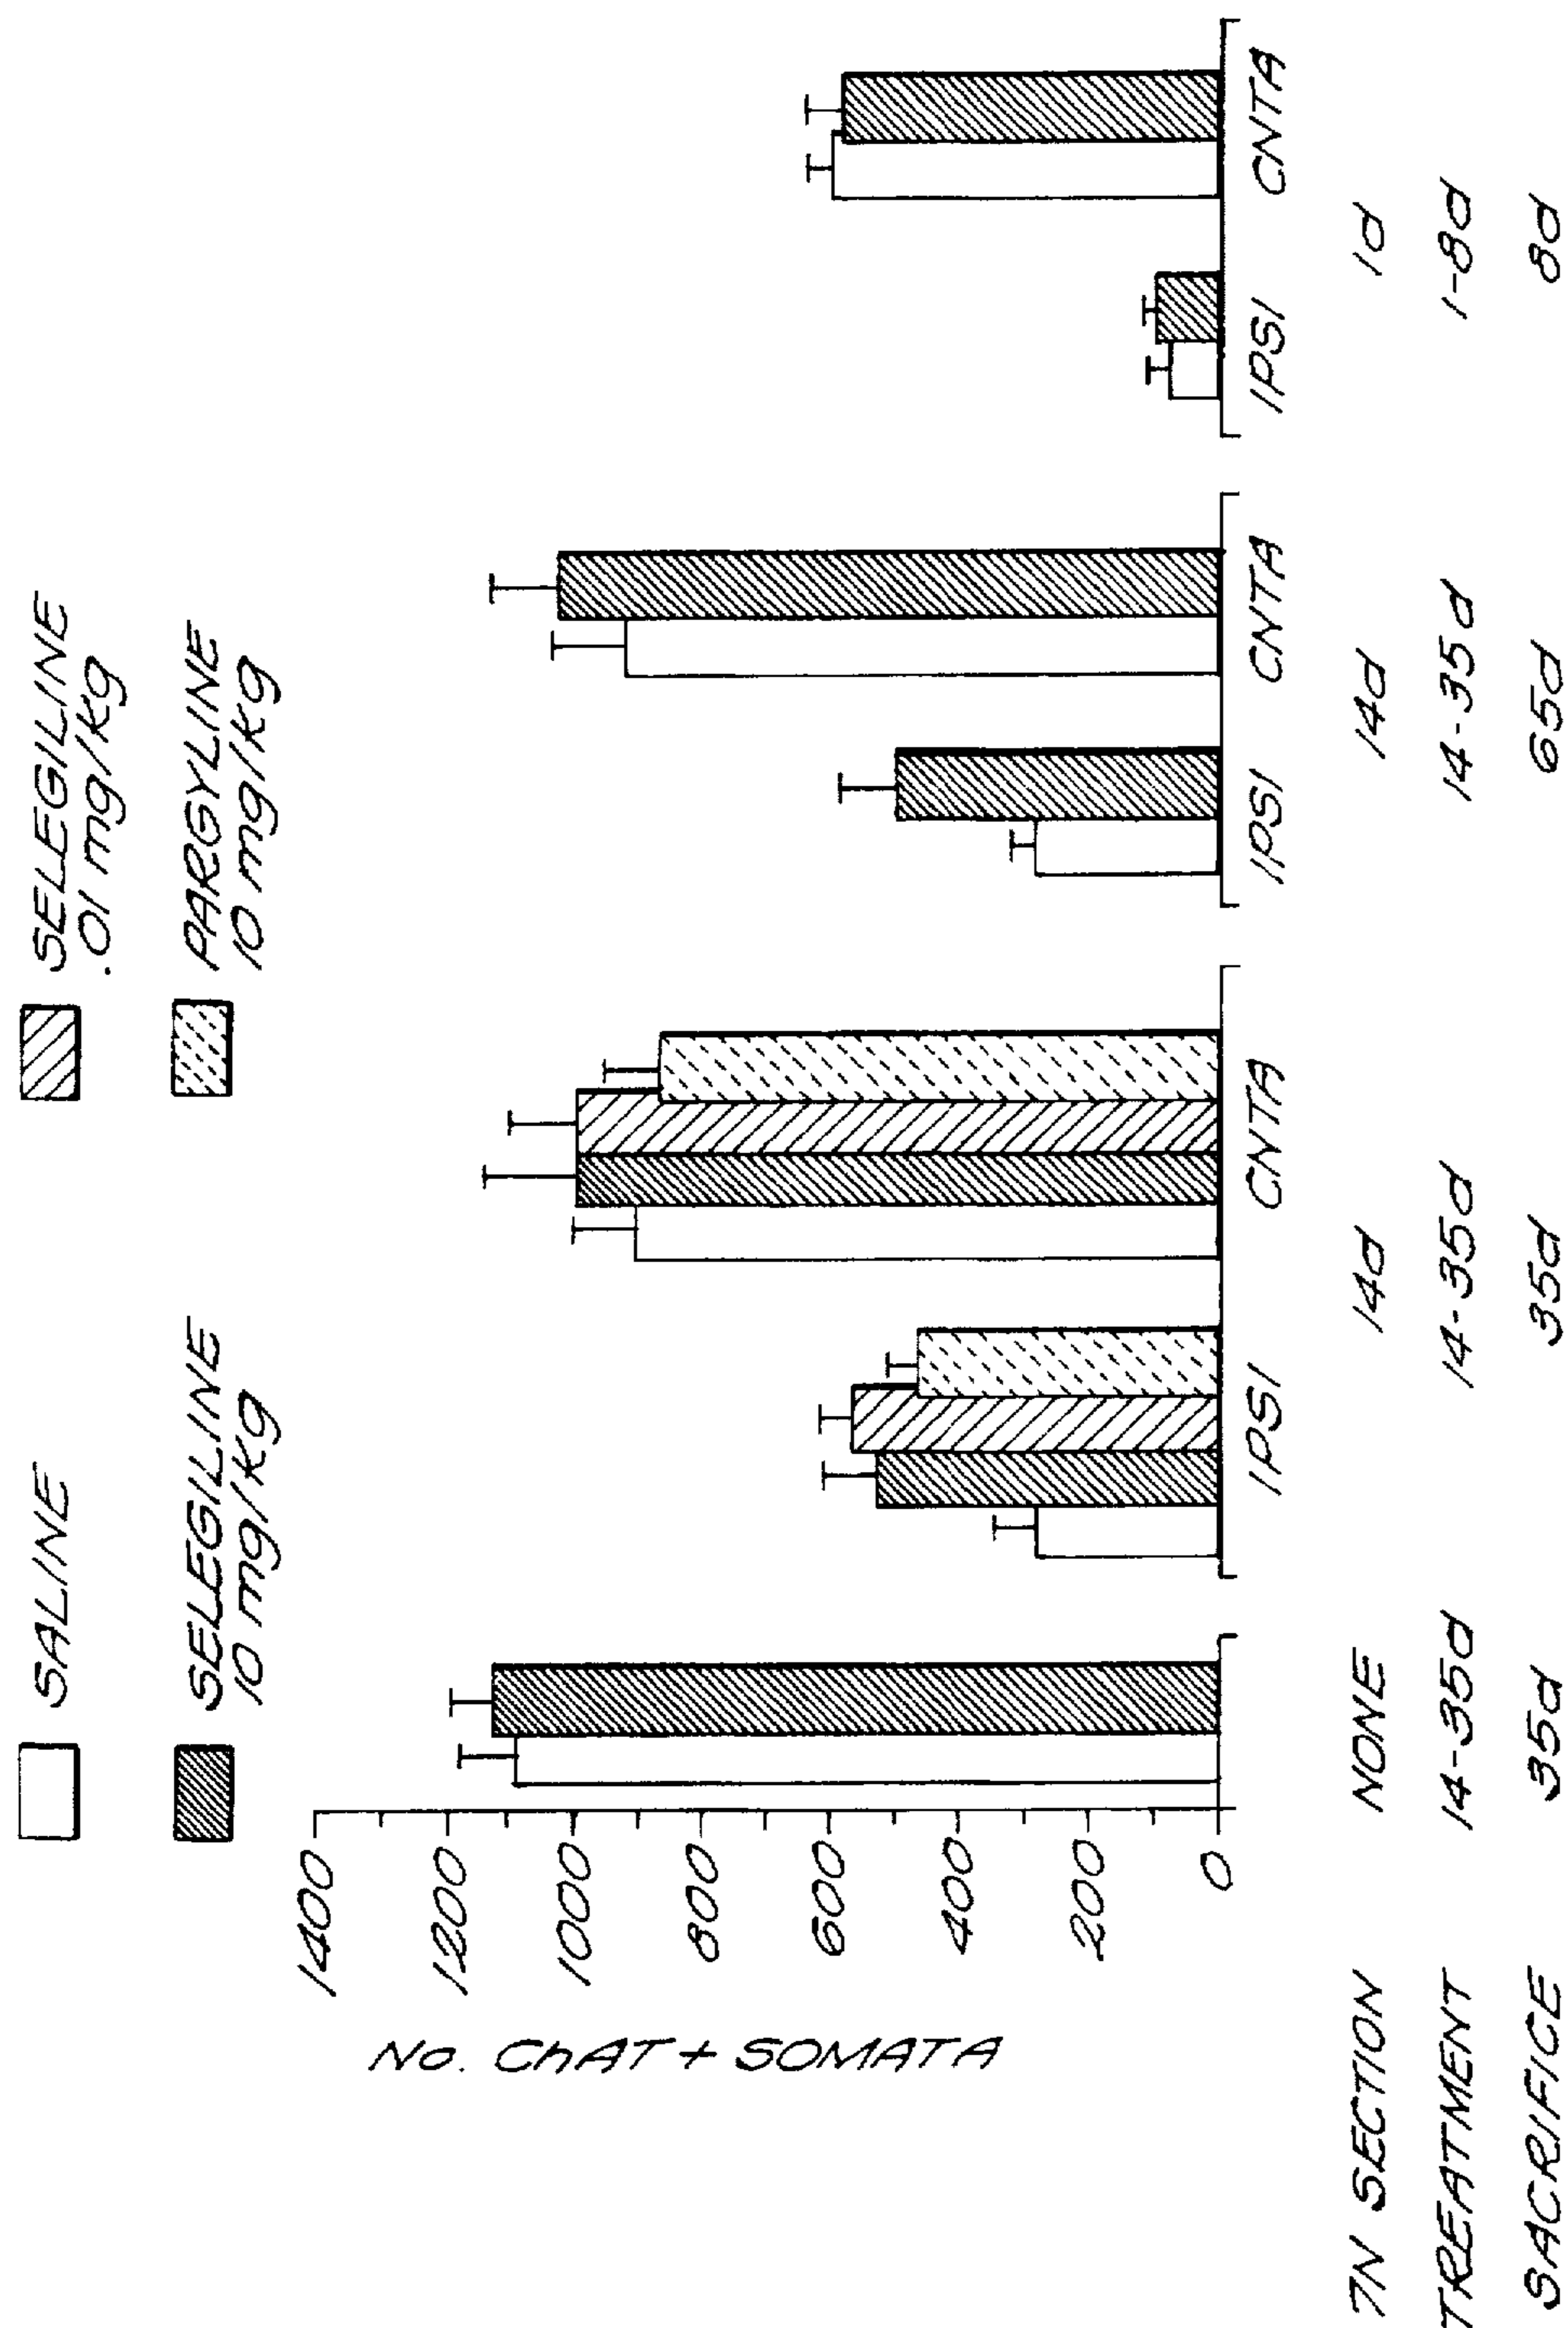 SALINE
SELEGILINE
.01 mg/kg
SELEGILINE
10 mg/kg
PARGYLINE
10 mg/kg
No. ChAT + SOMATA
1400
1200
1000
800
600
400
200
0
IPSI CNTA IPSI CNTA IPSI CNTA
7N SECTION NONE 14d 14d 1d
TREATMENT 14-35d 14-35d 14-35d 1-8d
SACRIFICE 35d 35d 65d 8d